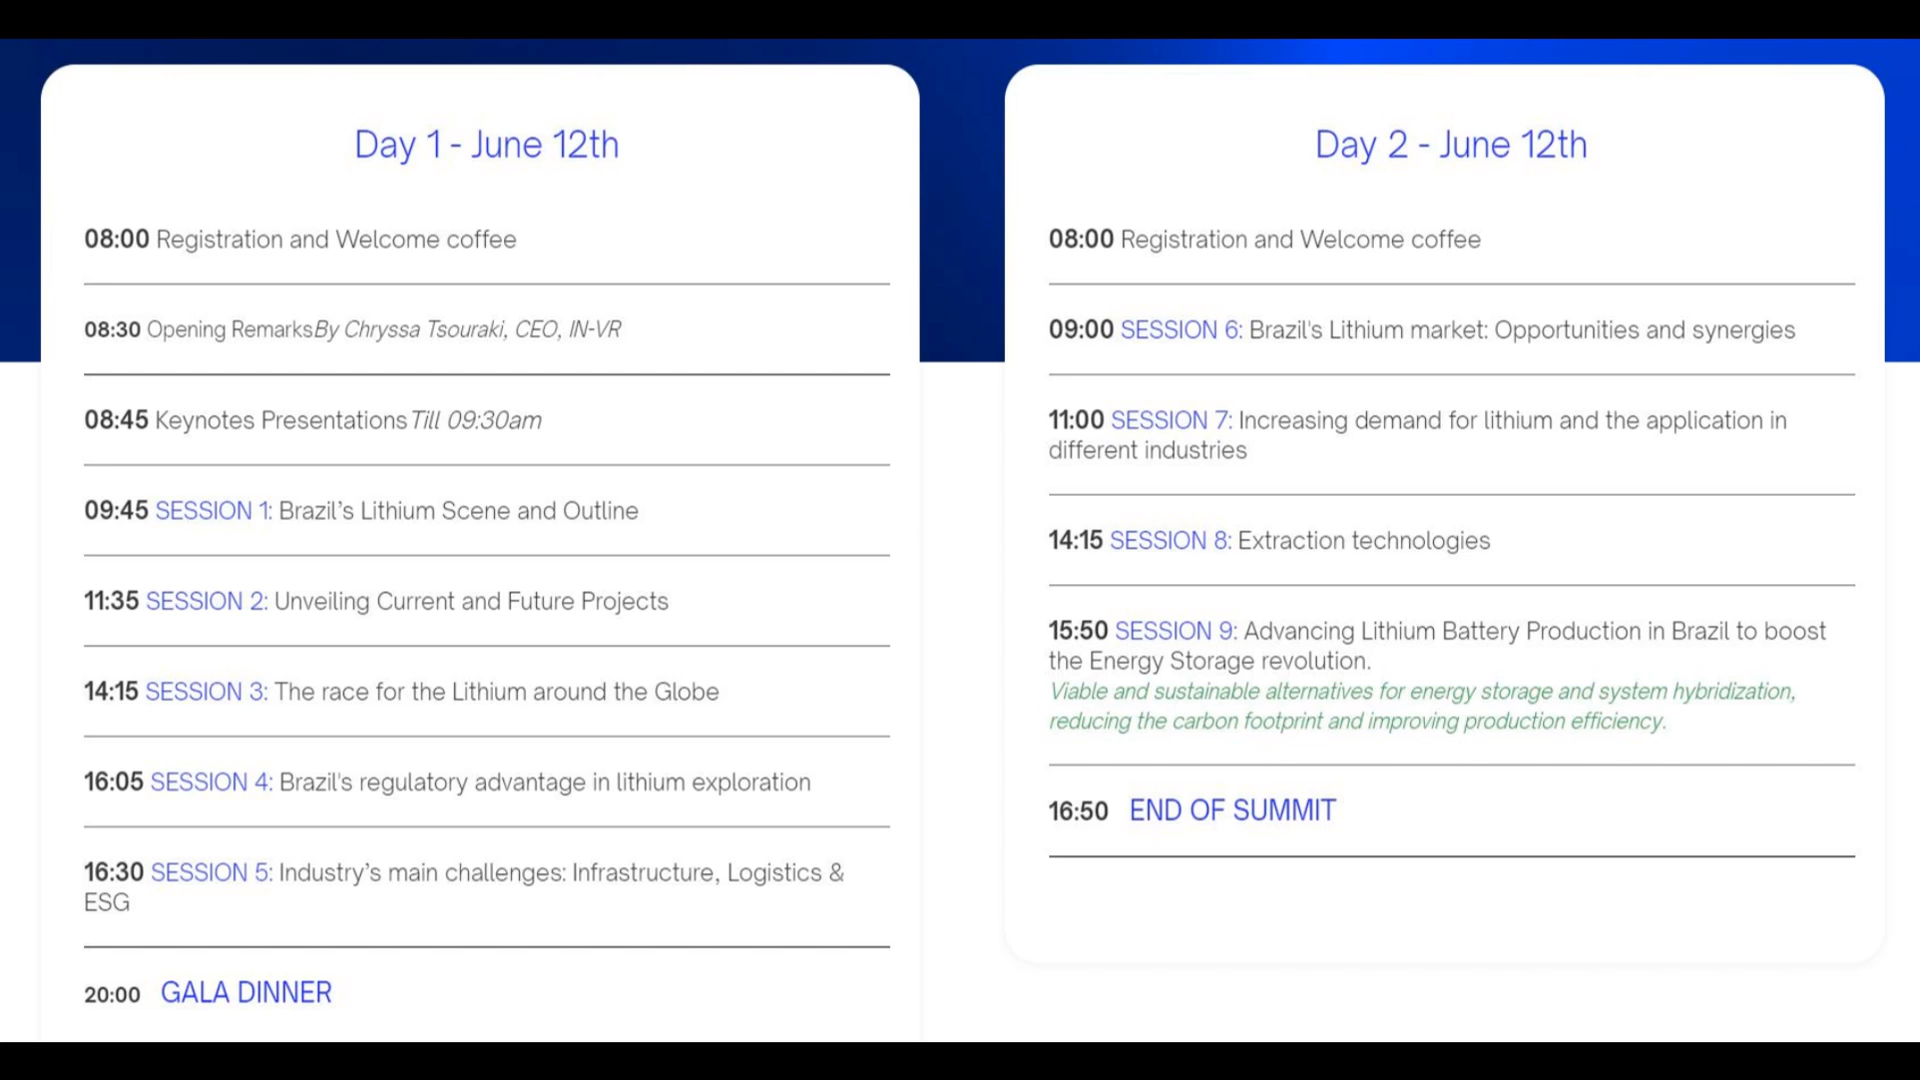 Day 1 - June 12th
08:00 Registration and Welcome coffee
08:30 Opening RemarksBy Chryssa Tsouraki, CEO, IN-VR
08:45 Keynotes PresentationsTill 09:30am
09:45 SESSION 1: Brazil’s Lithium Scene and Outline
11:35 SESSION 2: Unveiling Current and Future Projects
14:15 SESSION 3: The race for the Lithium around the Globe
16:05 SESSION 4: Brazil's regulatory advantage in lithium exploration
16:30 SESSION 5: Industry’s main challenges: Infrastructure, Logistics &
ESG
20:00 GALA DINNER
Day 2 - June 12th
08:00 Registration and Welcome coffee
09:00 SESSION 6: Brazil's Lithium market: Opportunities and synergies
11:00 SESSION 7: Increasing demand for lithium and the application in
different industries
14:15 SESSION 8: Extraction technologies
15:50 SESSION 9: Advancing Lithium Battery Production in Brazil to boost
the Energy Storage revolution.
Viable and sustainable alternatives for energy storage and system hybridization,
reducing the carbon footprint and improving production efficiency.
16:50 END OF SUMMIT